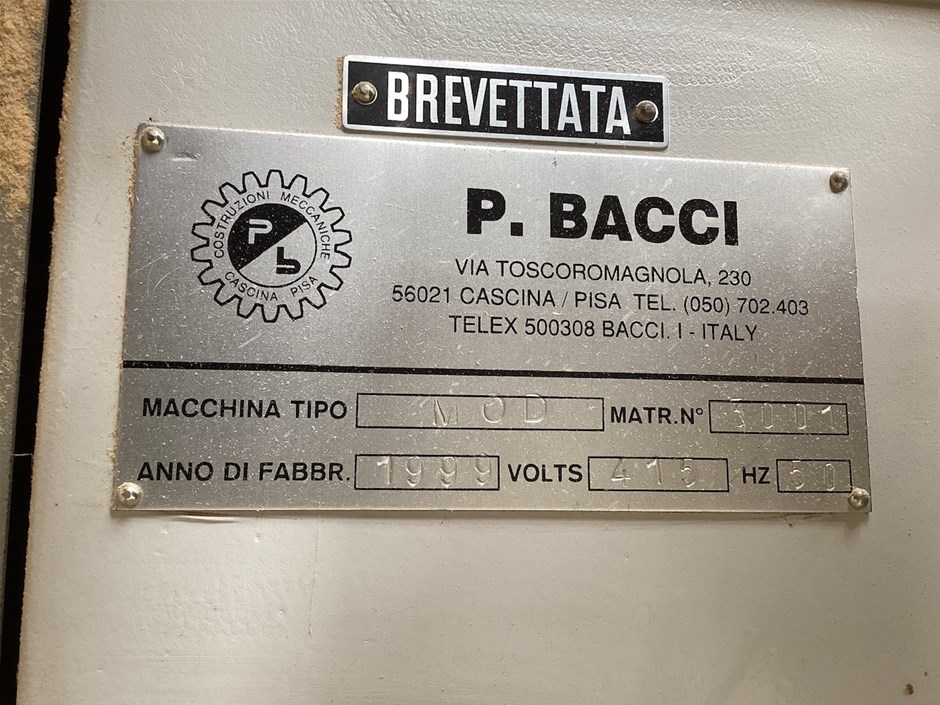 BREVETTATA
COSTRUZIONI MECCANICHE
Pb
CASCINA PISA
P. BACCI
VIA TOSCOROMAGNOLA, 230
56021 CASCINA / PISA TEL. (050) 702.403
TELEX 500308 BACCI. I - ITALY
MACCHINA TIPO MOD MATR.N° 3001
ANNO DI FABBR. 1999 VOLTS 415 HZ 50